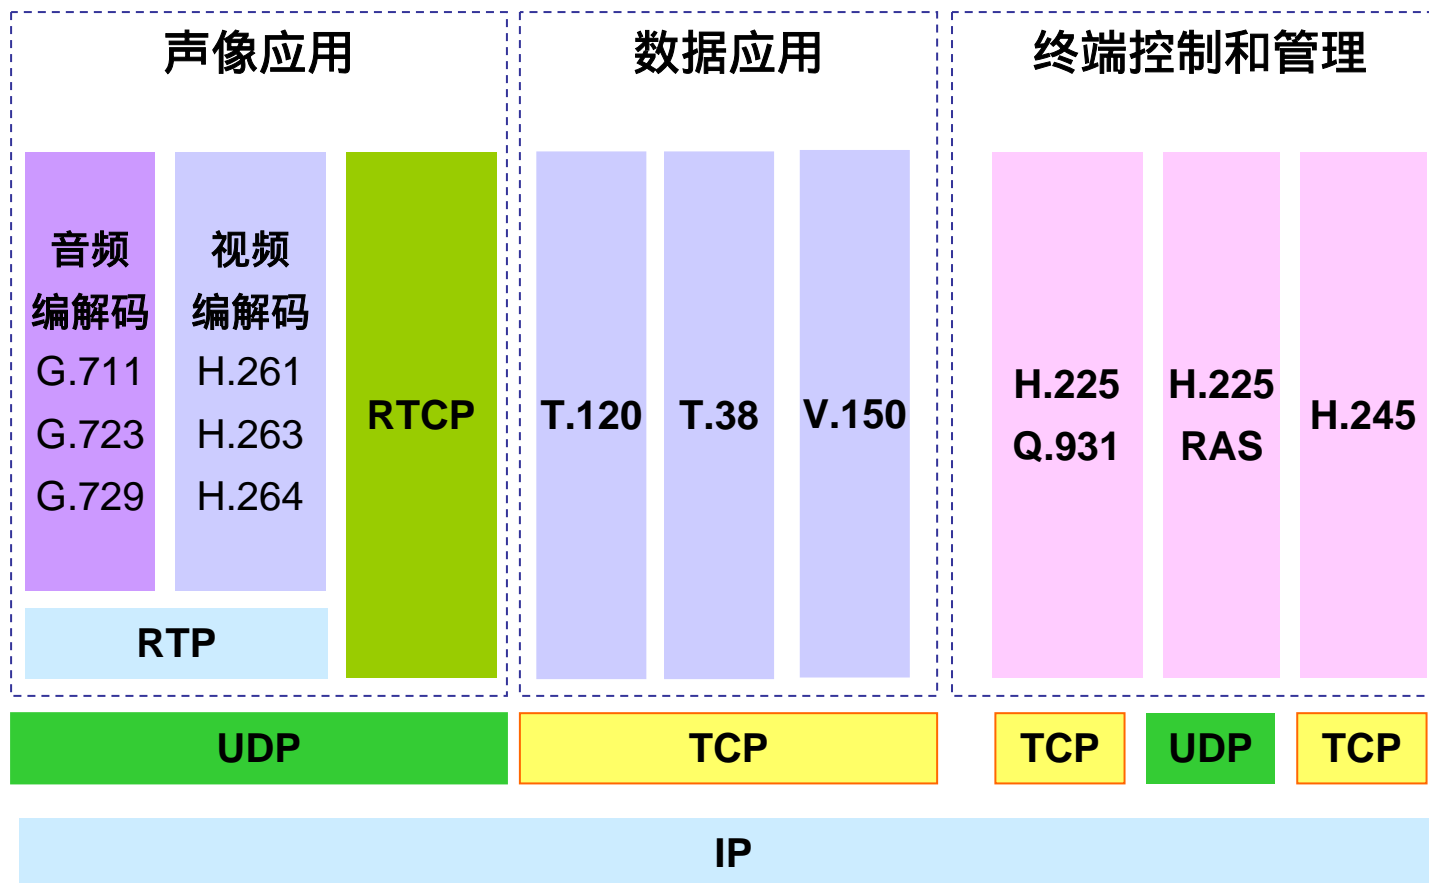 声像应用
数据应用
终端控制和管理
音频
编解码
G.711
G.723
G.729
视频
编解码
H.261
H.263
H.264
RTCP
RTP
T.120
T.38
V.150
H.225
Q.931
H.225
RAS
H.245
UDP
TCP
TCP
UDP
TCP
IP